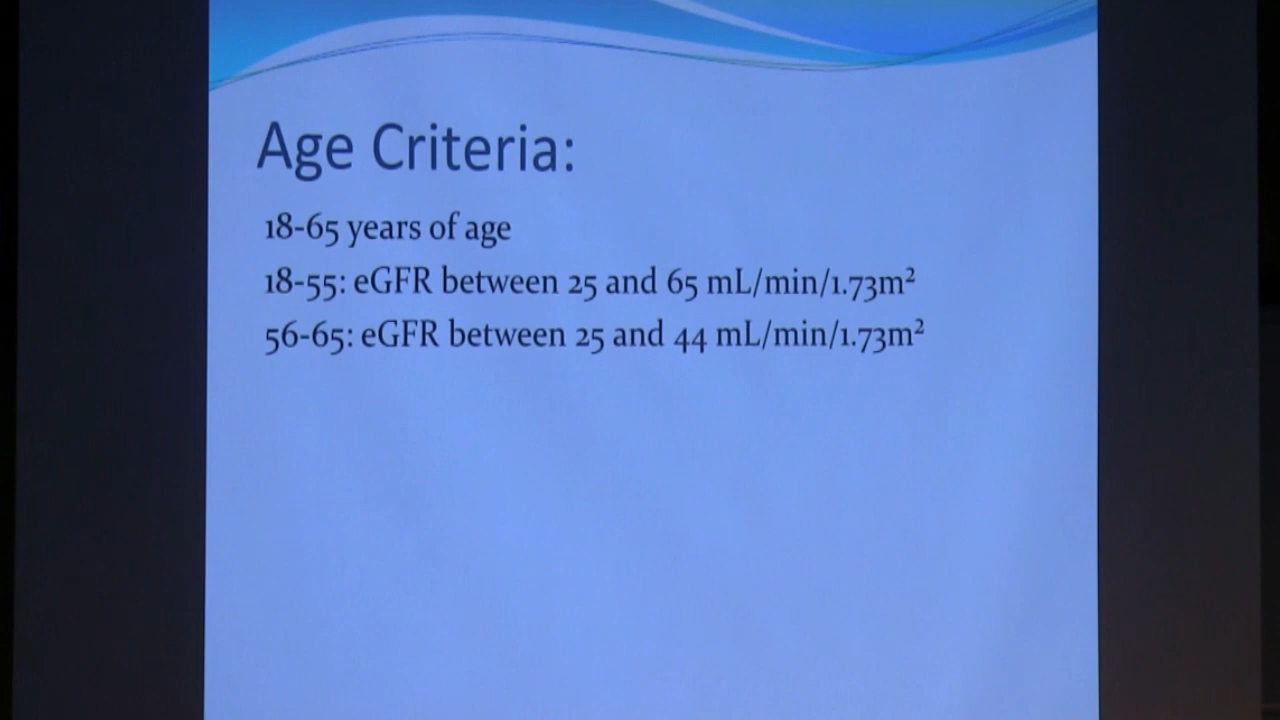 Age Criteria:
18-65 years of age
18-55: eGFR between 25 and 65 mL/min/1.73m²
56-65: eGFR between 25 and 44 mL/min/1.73m²